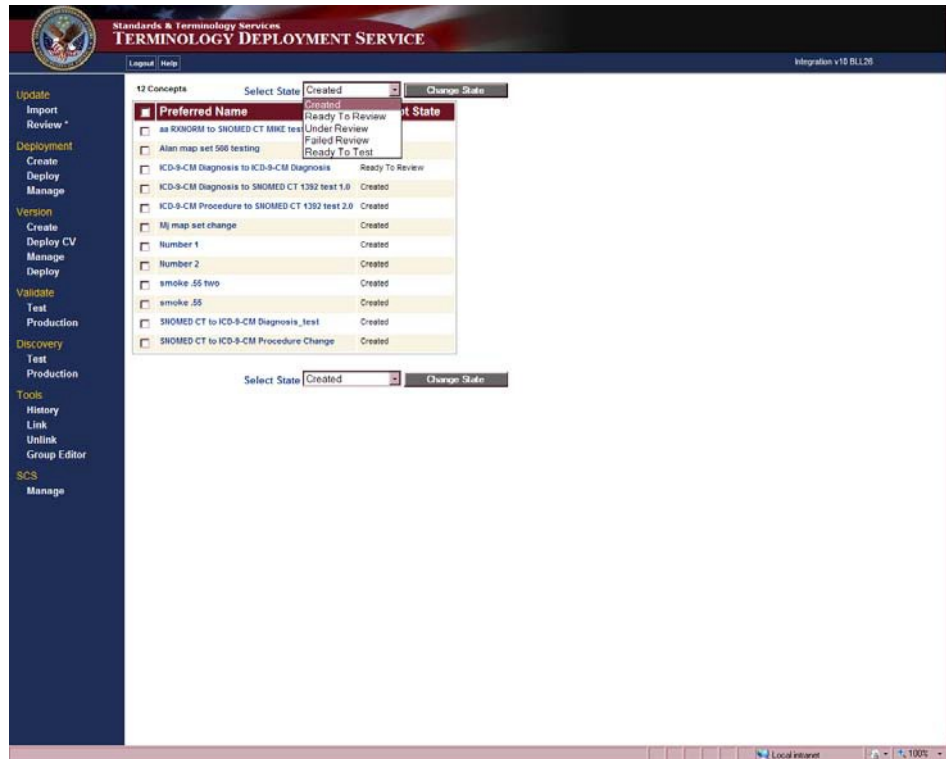 Standards & Terminology Services
TERMINOLOGY DEPLOYMENT SERVICE
Logout Help
Integration v10 BLL26
Update
Import
Review *
Deployment
Create
Deploy
Manage
Version
Create
Deploy CV
Manage
Deploy
Validate
Test
Production
Discovery
Test
Production
Tools
History
Link
Unlink
Group Editor
SCS
Manage
12 Concepts Select State Created Change State
Created
Ready To Review
Under Review
Failed Review
Ready To Test
Preferred Name State
aa RXNORM to SNOMED CT MIKE
Alan map set 508 testing
ICD-9-CM Diagnosis to ICD-9-CM Diagnosis Ready To Review
ICD-9-CM Diagnosis to SNOMED CT 1392 test 1.0 Created
ICD-9-CM Procedure to SNOMED CT 1392 test 2.0 Created
Mj map set change Created
Number 1 Created
Number 2 Created
smoke .55 two Created
smoke .55 Created
SNOMED CT to ICD-9-CM Diagnosis_test Created
SNOMED CT to ICD-9-CM Procedure Change Created
Select State Created Change State
Local intranet 100%